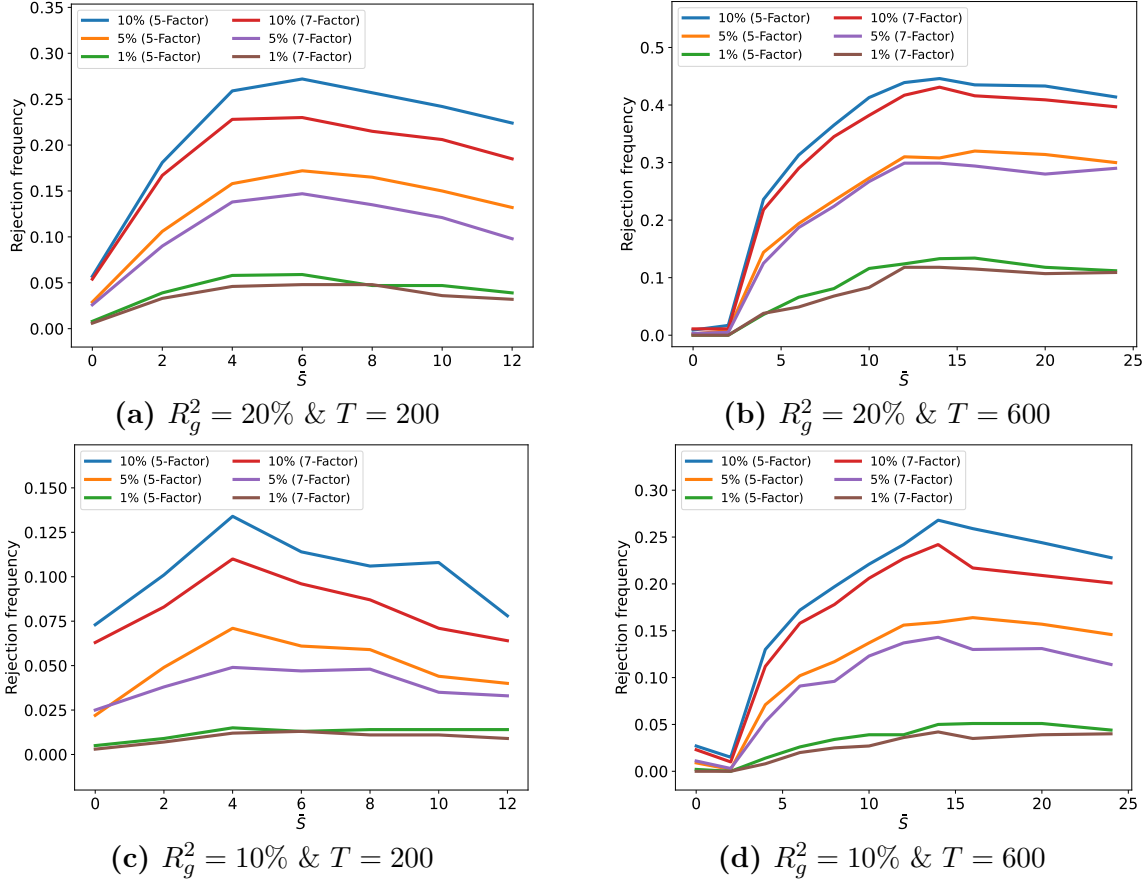 0.35
0.30
0.25
0.20
0.15
0.10
0.05
0.00
Rejection frequency
10% (5-Factor)
5% (5-Factor)
1% (5-Factor)
10% (7-Factor)
5% (7-Factor)
1% (7-Factor)
0 2 4 6 8 10 12
S̄
(a) R²_g = 20% & T = 200
0.5
0.4
0.3
0.2
0.1
0.0
Rejection frequency
10% (5-Factor)
5% (5-Factor)
1% (5-Factor)
10% (7-Factor)
5% (7-Factor)
1% (7-Factor)
0 5 10 15 20 25
S̄
(b) R²_g = 20% & T = 600
0.150
0.125
0.100
0.075
0.050
0.025
0.000
Rejection frequency
10% (5-Factor)
5% (5-Factor)
1% (5-Factor)
10% (7-Factor)
5% (7-Factor)
1% (7-Factor)
0 2 4 6 8 10 12
S̄
(c) R²_g = 10% & T = 200
0.30
0.25
0.20
0.15
0.10
0.05
0.00
Rejection frequency
10% (5-Factor)
5% (5-Factor)
1% (5-Factor)
10% (7-Factor)
5% (7-Factor)
1% (7-Factor)
0 5 10 15 20 25
S̄
(d) R²_g = 10% & T = 600